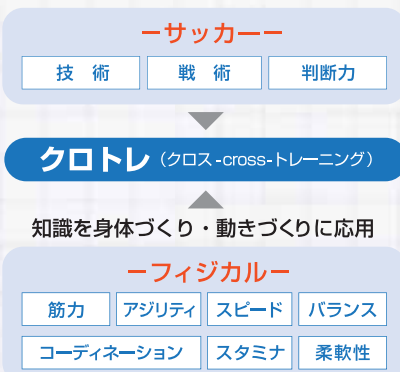 ーサッカーー
技 術 戦 術 判断力
クロトレ（クロス-cross-トレーニング）
知識を身体づくり・動きづくりに応用
ーフィジカルー
筋力 アジリティ スピード バランス
コーディネーション スタミナ 柔軟性